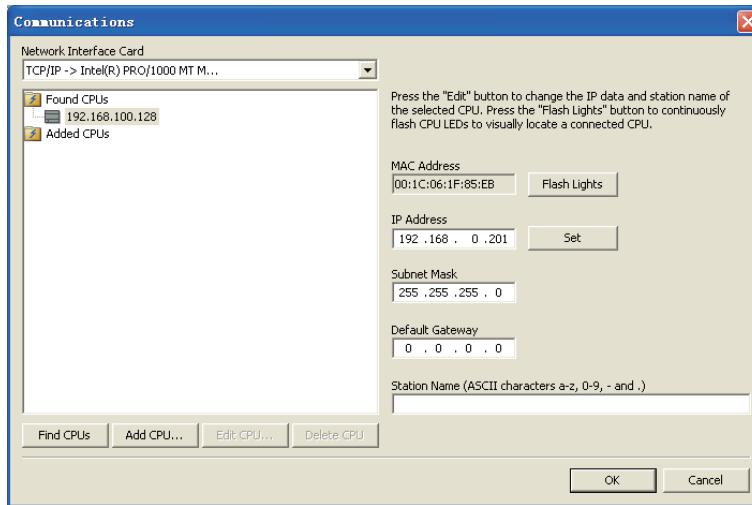 Communications
Network Interface Card
TCP/IP -> Intel(R) PRO/1000 MT M...
Found CPUs
192.168.100.128
Added CPUs
Press the "Edit" button to change the IP data and station name of
the selected CPU. Press the "Flash Lights" button to continuously
flash CPU LEDs to visually locate a connected CPU.
MAC Address
00:1C:06:1F:85:EB
Flash Lights
IP Address
192 .168 . 0 .201
Set
Subnet Mask
255 .255 .255 . 0
Default Gateway
0 . 0 . 0 . 0
Station Name (ASCII characters a-z, 0-9, - and .)
Find CPUs
Add CPU...
Edit CPU...
Delete CPU
OK
Cancel